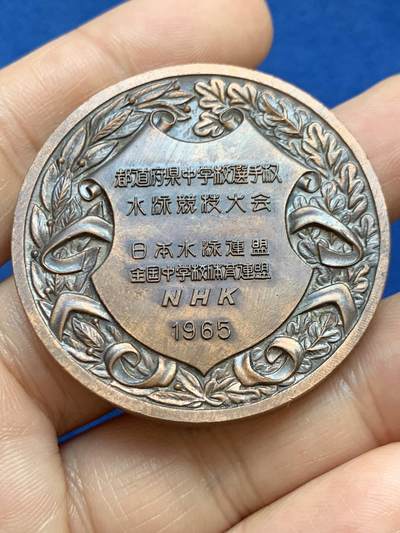 都道府県中学校選手权
水泳競技大会
日本水泳連盟
全国中学校体育連盟
NHK
1965